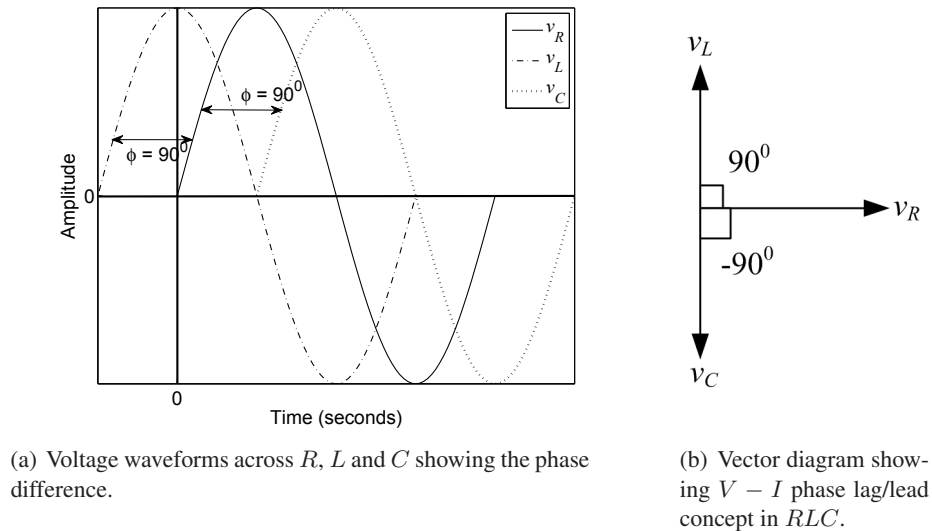 v_R
v_L
v_C
ϕ = 90⁰
ϕ = 90⁰
Amplitude
0
0
Time (seconds)
(a) Voltage waveforms across R, L and C showing the phase
difference.
v_L
90⁰
v_R
-90⁰
v_C
(b) Vector diagram show-
ing V − I phase lag/lead
concept in RLC.